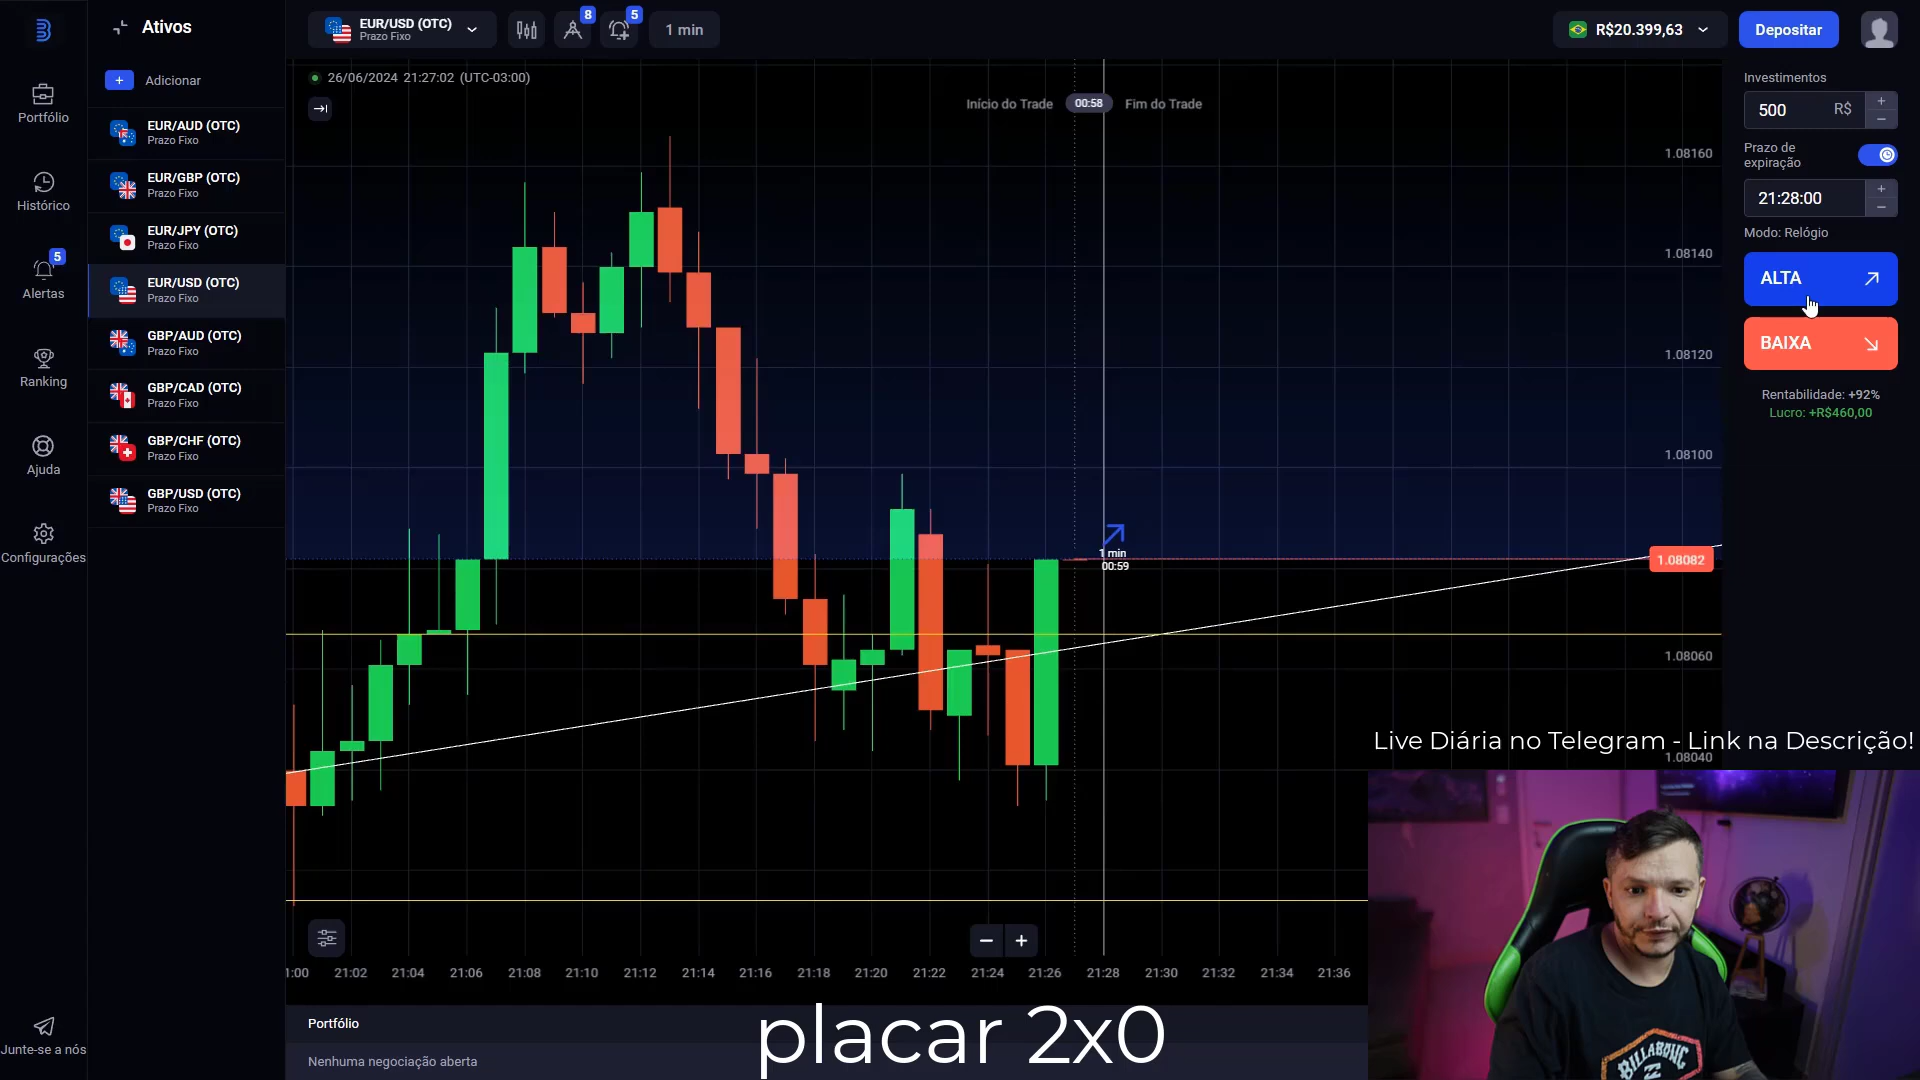 Ativos
EUR/USD (OTC)
Prazo Fixo
8
5
1 min
R$20.399,63
Depositar
Adicionar
26/06/2024 21:27:02 (UTC-03:00)
Investimentos
Início do Trade
00:58
Fim do Trade
500
R$
Portfólio
EUR/AUD (OTC)
Prazo Fixo
Prazo de
expiração
EUR/GBP (OTC)
Prazo Fixo
21:28:00
Histórico
EUR/JPY (OTC)
Prazo Fixo
Modo: Relógio
5
Alertas
EUR/USD (OTC)
Prazo Fixo
ALTA
GBP/AUD (OTC)
Prazo Fixo
BAIXA
Ranking
GBP/CAD (OTC)
Prazo Fixo
Rentabilidade: +92%
Lucro: +R$460,00
GBP/CHF (OTC)
Prazo Fixo
Ajuda
GBP/USD (OTC)
Prazo Fixo
Configurações
1.08160
1.08140
1.08120
1.08100
1 min
00:59
1.08082
1.08060
1.08040
Live Diária no Telegram - Link na Descrição!
1:00
21:02
21:04
21:06
21:08
21:10
21:12
21:14
21:16
21:18
21:20
21:22
21:24
21:26
21:28
21:30
21:32
21:34
21:36
Portfólio
placar 2x0
Nenhuma negociação aberta
Junte-se a nós
BILLABONG